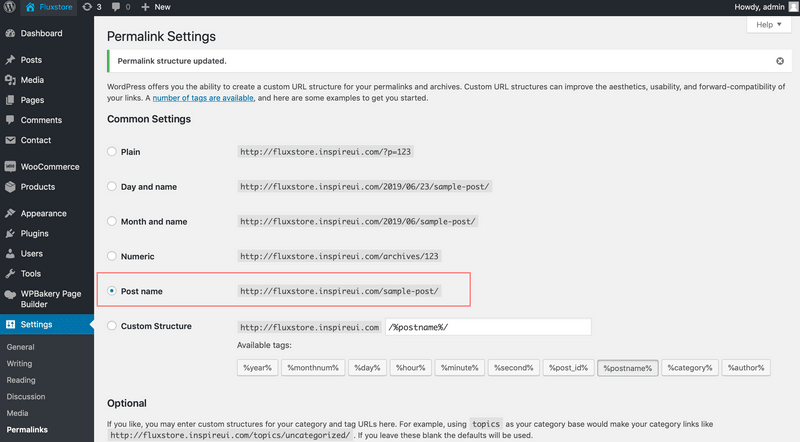 Fluxstore 3 0 New Howdy, admin
Help
Dashboard
Posts
Media
Pages
Comments
Contact
WooCommerce
Products
Appearance
Plugins
Users
Tools
WPBakery Page
Builder
Settings
General
Writing
Reading
Discussion
Media
Permalinks
Permalink Settings
Permalink structure updated.
WordPress offers you the ability to create a custom URL structure for your permalinks and archives. Custom URL structures can improve the aesthetics, usability, and forward-compatibility
of your links. A number of tags are available, and here are some examples to get you started.
Common Settings
Plain http://fluxstore.inspireui.com/?p=123
Day and name http://fluxstore.inspireui.com/2019/06/23/sample-post/
Month and name http://fluxstore.inspireui.com/2019/06/sample-post/
Numeric http://fluxstore.inspireui.com/archives/123
Post name http://fluxstore.inspireui.com/sample-post/
Custom Structure http://fluxstore.inspireui.com /%postname%/
Available tags:
%year% %monthnum% %day% %hour% %minute% %second% %post_id% %postname% %category% %author%
Optional
If you like, you may enter custom structures for your category and tag URLs here. For example, using topics as your category base would make your category links like
http://fluxstore.inspireui.com/topics/uncategorized/ . If you leave these blank the defaults will be used.